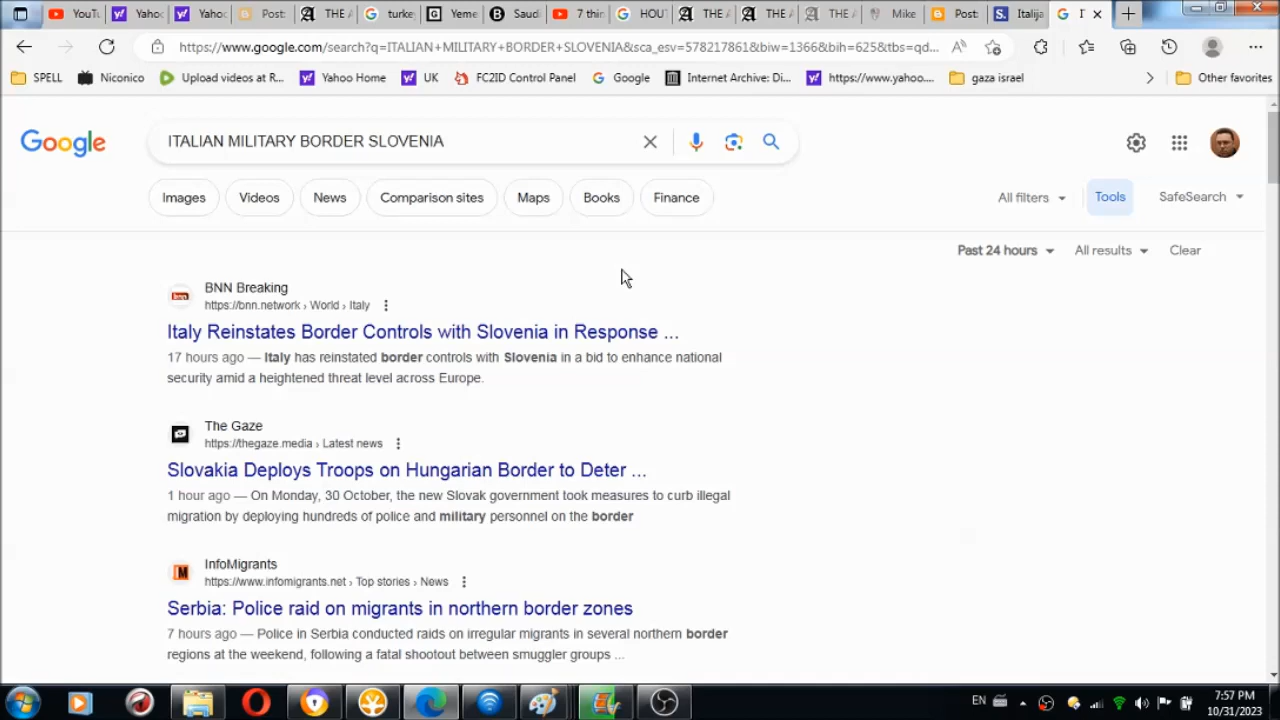 YouTu
Yahoo
Yahoo
Post:
THE A
turke
Yeme
Saudi
7 thin
HOU
THE A
THE A
THE A
Mike
Post:
Italija
https://www.google.com/search?q=ITALIAN+MILITARY+BORDER+SLOVENIA&sca_esv=578217861&biw=1366&bih=625&tbs=qd...
SPELL
Niconico
Upload videos at R...
Yahoo Home
UK
FC2ID Control Panel
Google
Internet Archive: Di...
https://www.yahoo....
gaza israel
Other favorites
Google
ITALIAN MILITARY BORDER SLOVENIA
Images
Videos
News
Comparison sites
Maps
Books
Finance
All filters
Tools
SafeSearch
Past 24 hours
All results
Clear
BNN Breaking
https://bnn.network › World › Italy
Italy Reinstates Border Controls with Slovenia in Response ...
17 hours ago — Italy has reinstated border controls with Slovenia in a bid to enhance national
security amid a heightened threat level across Europe.
The Gaze
https://thegaze.media › Latest news
Slovakia Deploys Troops on Hungarian Border to Deter ...
1 hour ago — On Monday, 30 October, the new Slovak government took measures to curb illegal
migration by deploying hundreds of police and military personnel on the border
InfoMigrants
https://www.infomigrants.net › Top stories › News
Serbia: Police raid on migrants in northern border zones
7 hours ago — Police in Serbia conducted raids on irregular migrants in several northern border
regions at the weekend, following a fatal shootout between smuggler groups ...
EN
7:57 PM
10/31/2023